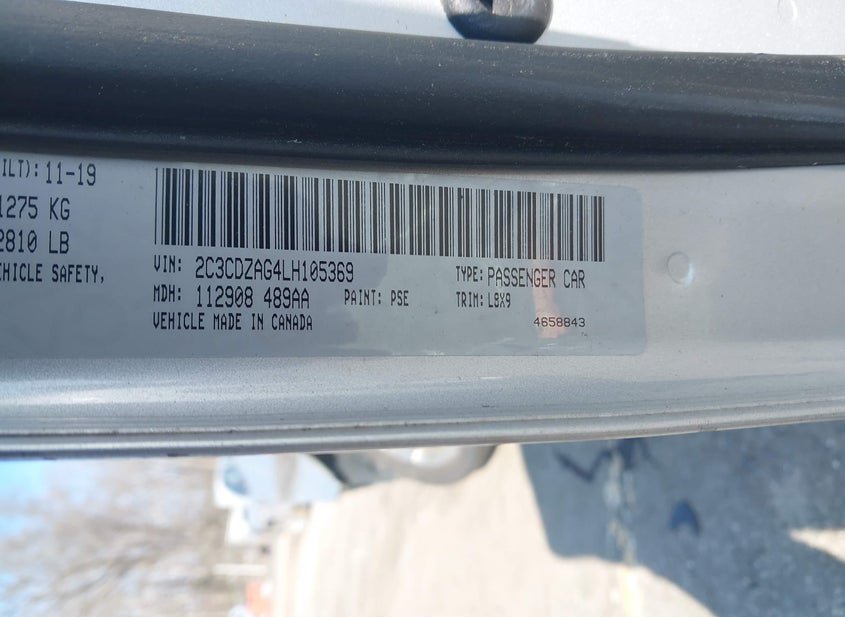 ILT): 11-19
1275 KG
2810 LB
EHICLE SAFETY,
VIN: 2C3CDZAG4LH105369
TYPE: PASSENGER CAR
MDH: 112908 489AA
PAINT: PSE
TRIM: L8X9
VEHICLE MADE IN CANADA
4658843